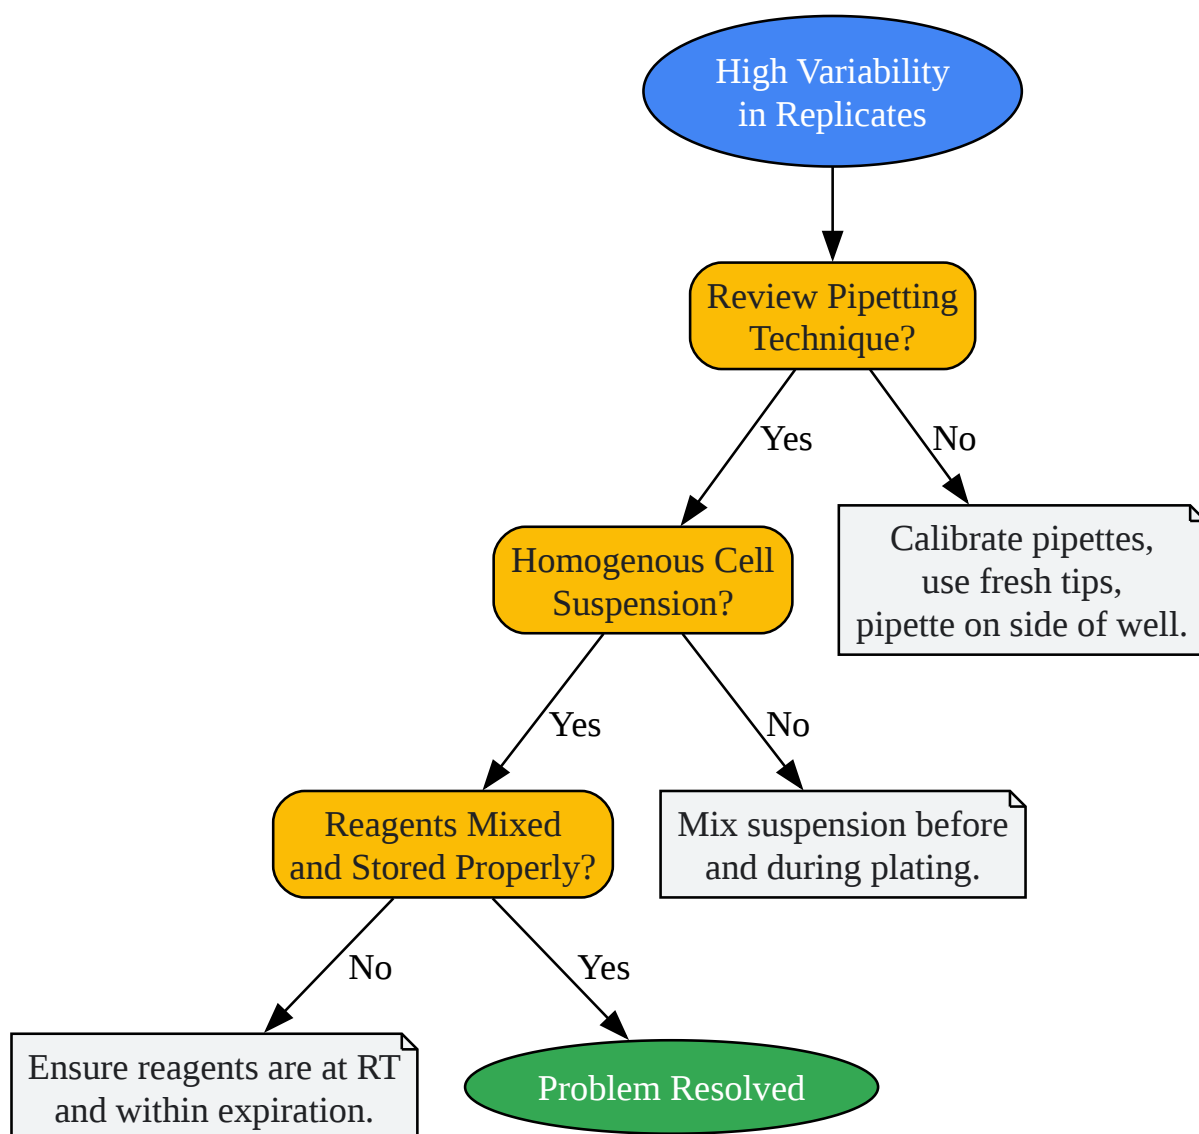 High Variability
in Replicates
Review Pipetting
Technique?
Yes
No
Homogenous Cell
Suspension?
Calibrate pipettes,
use fresh tips,
pipette on side of well.
Yes
No
Reagents Mixed
and Stored Properly?
Mix suspension before
and during plating.
No
Yes
Ensure reagents are at RT
and within expiration.
Problem Resolved